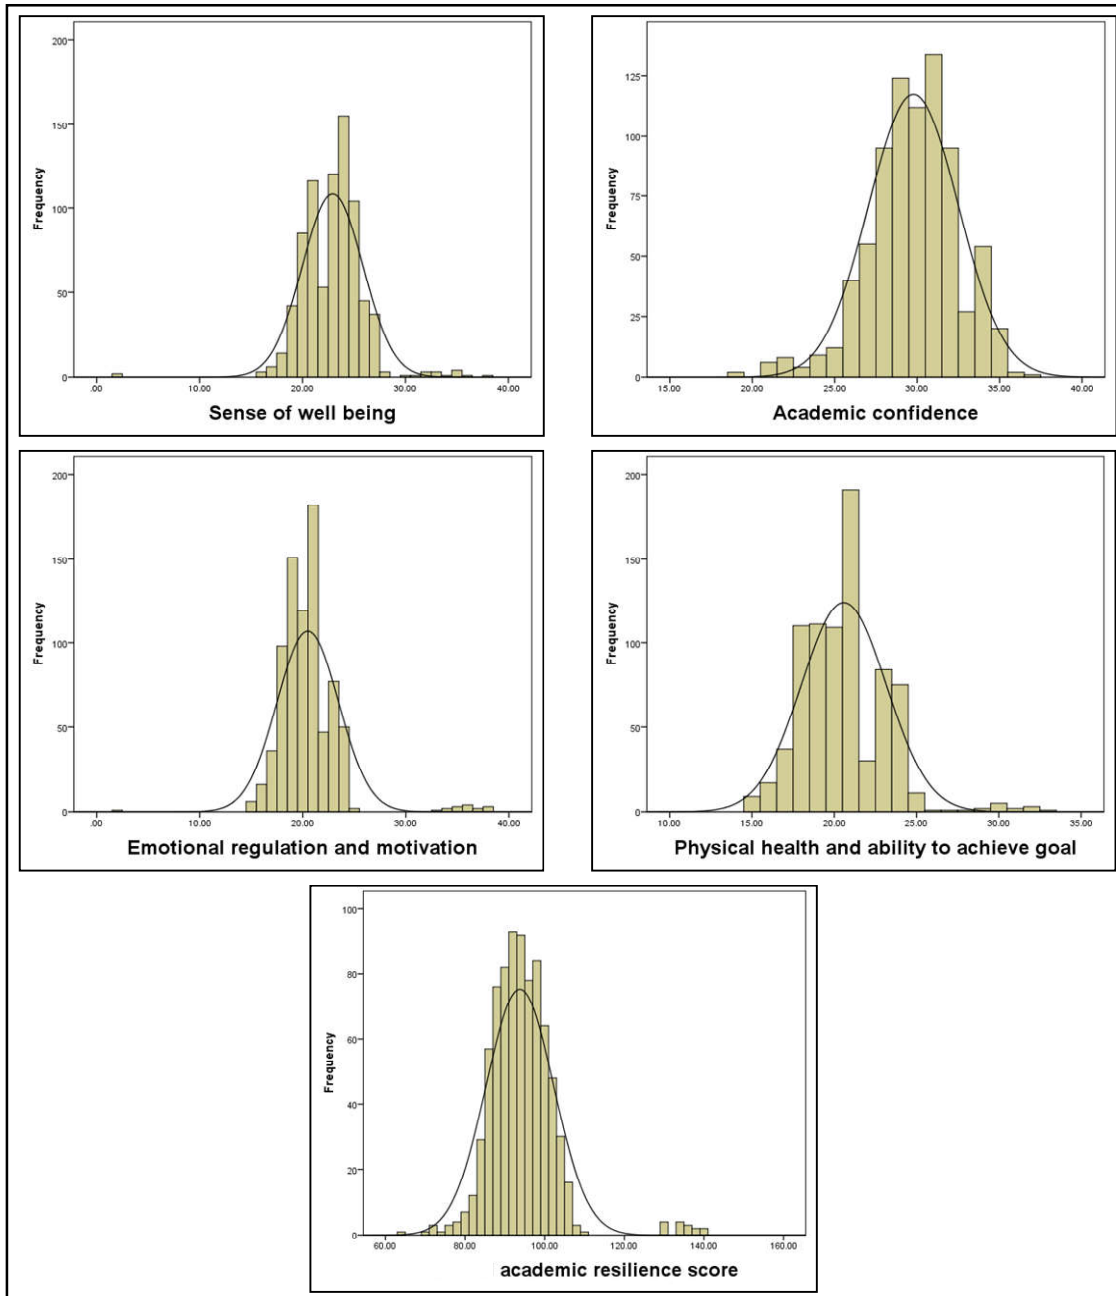 200
150
100
50
0
Frequency
.00 10.00 20.00 30.00 40.00
Sense of well being
125
100
75
50
25
0
Frequency
15.00 20.00 25.00 30.00 35.00 40.00
Academic confidence
200
150
100
50
0
Frequency
.00 10.00 20.00 30.00 40.00
Emotional regulation and motivation
200
150
100
50
0
Frequency
10.00 15.00 20.00 25.00 30.00 35.00
Physical health and ability to achieve goal
100
80
60
40
20
0
Frequency
60.00 80.00 100.00 120.00 140.00 160.00
academic resilience score